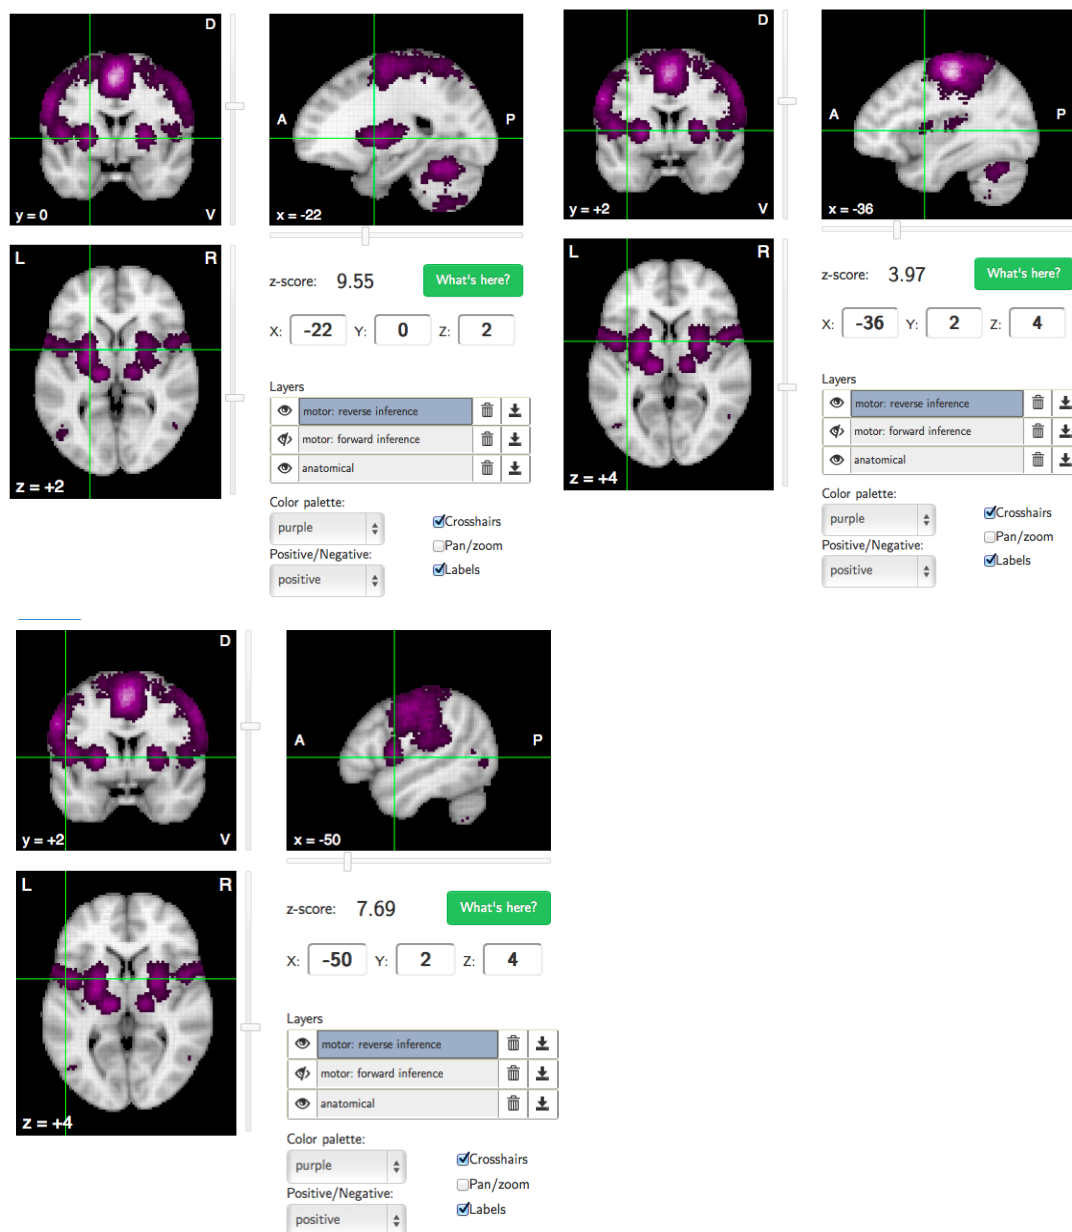 D
y = 0
V
A
P
x = -22
L
R
z = +2
z-score: 9.55
What's here?
X: -22 Y: 0 Z: 2
Layers
motor: reverse inference
motor: forward inference
anatomical
Color palette:
purple
Crosshairs
Pan/zoom
Positive/Negative:
positive
Labels
D
y = +2
V
A
P
x = -36
L
R
z = +4
z-score: 3.97
What's here?
X: -36 Y: 2 Z: 4
Layers
motor: reverse inference
motor: forward inference
anatomical
Color palette:
purple
Crosshairs
Pan/zoom
Positive/Negative:
positive
Labels
D
y = +2
V
A
P
x = -50
L
R
z = +4
z-score: 7.69
What's here?
X: -50 Y: 2 Z: 4
Layers
motor: reverse inference
motor: forward inference
anatomical
Color palette:
purple
Crosshairs
Pan/zoom
Positive/Negative:
positive
Labels